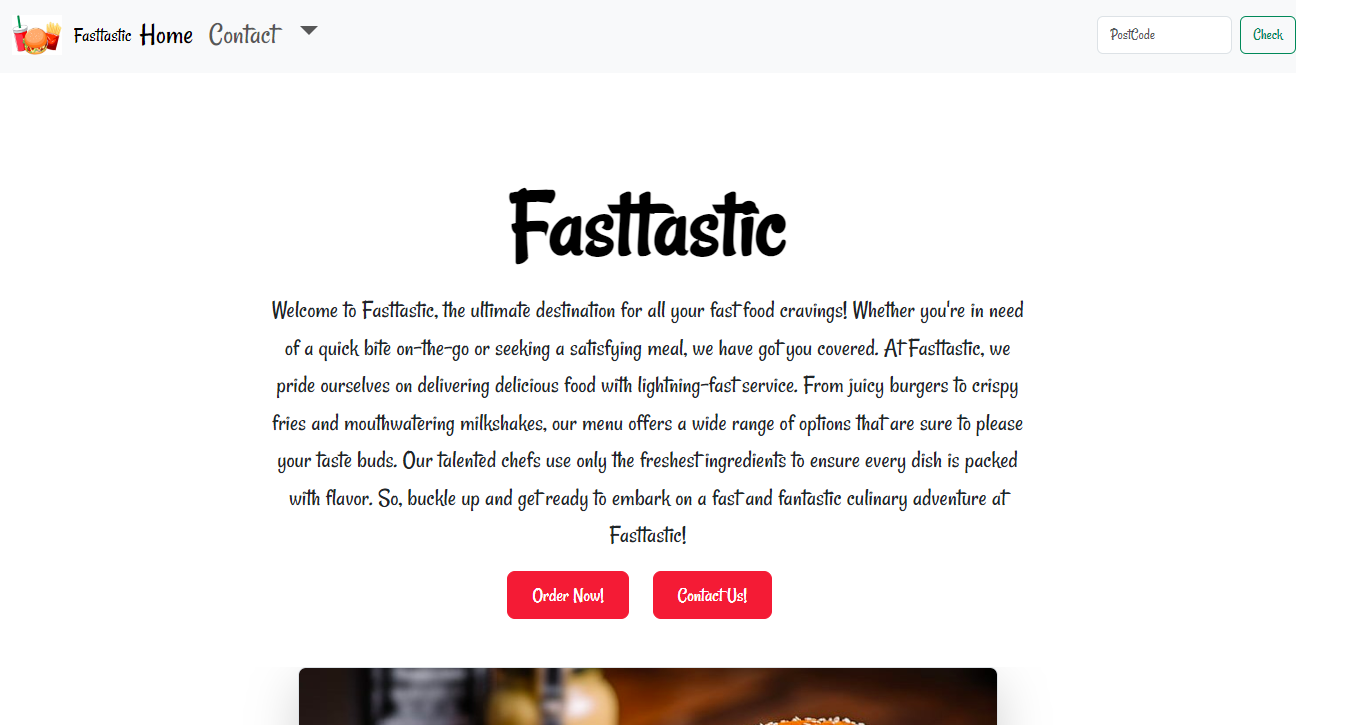 Fasttastic Home Contact
PostCode
Check
Fasttastic
Welcome to Fasttastic, the ultimate destination for all your fast food cravings! Whether you're in need
of a quick bite on-the-go or seeking a satisfying meal, we have got you covered. At Fasttastic, we
pride ourselves on delivering delicious food with lightning-fast service. From juicy burgers to crispy
fries and mouthwatering milkshakes, our menu offers a wide range of options that are sure to please
your taste buds. Our talented chefs use only the freshest ingredients to ensure every dish is packed
with flavor. So, buckle up and get ready to embark on a fast and fantastic culinary adventure at
Fasttastic!
Order Now!
Contact Us!